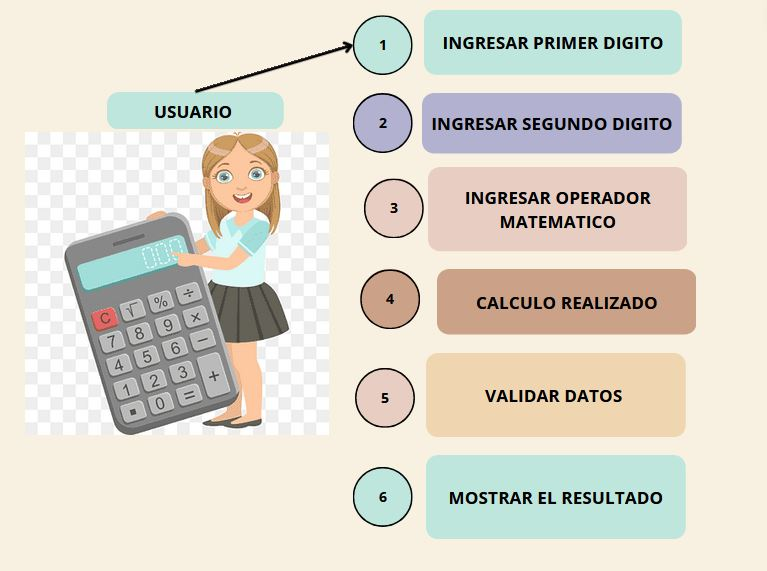 1
INGRESAR PRIMER DIGITO
USUARIO
2
INGRESAR SEGUNDO DIGITO
3
INGRESAR OPERADOR
MATEMATICO
4
CALCULO REALIZADO
5
VALIDAR DATOS
6
MOSTRAR EL RESULTADO
000
C √ % ÷
7 8 9 ×
4 5 6 −
1 2 3 +
. 0 =